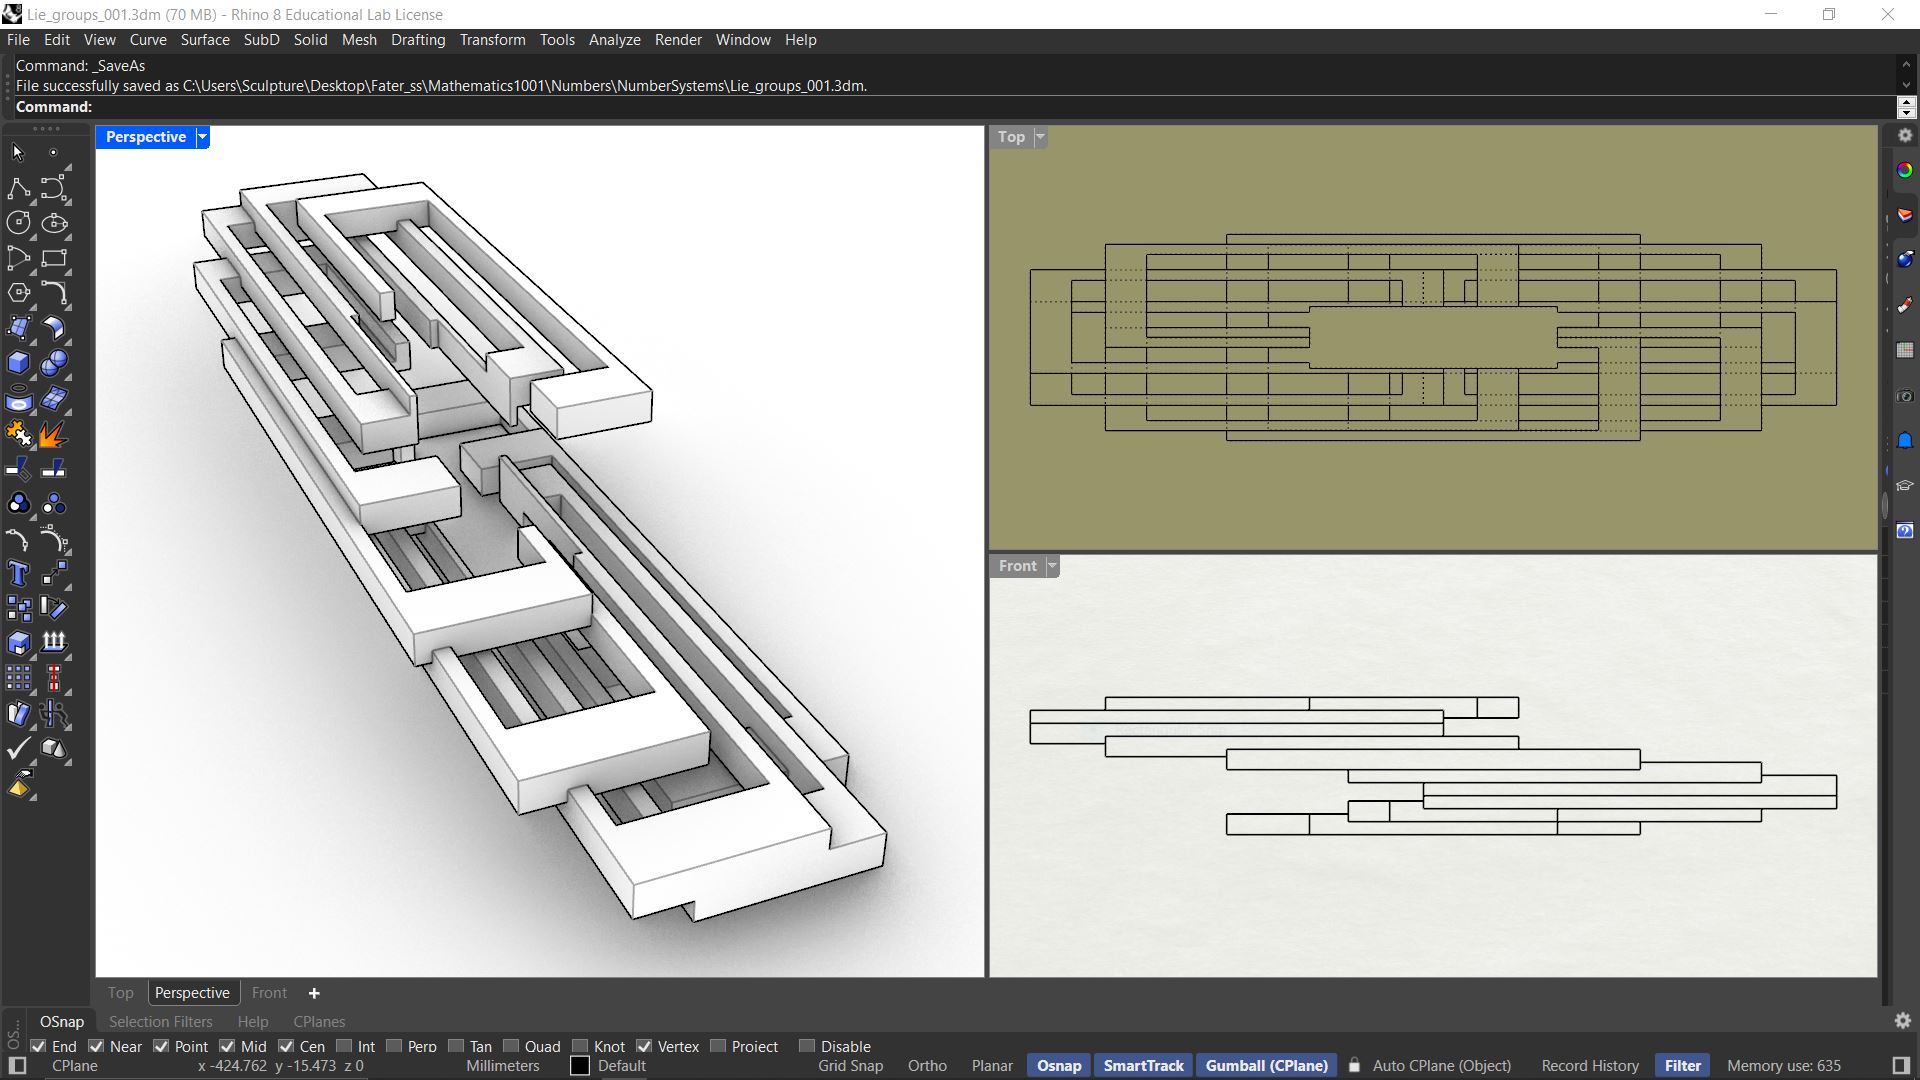 Lie_groups_001.3dm (70 MB) - Rhino 8 Educational Lab License
File Edit View Curve Surface SubD Solid Mesh Drafting Transform Tools Analyze Render Window Help
Command: _SaveAs
File successfully saved as C:\Users\Sculpture\Desktop\Fater_ss\Mathematics1001\Numbers\NumberSystems\Lie_groups_001.3dm.
Command:
Perspective
Top
Front
Top Perspective Front
OSnap Selection Filters Help CPlanes
End Near Point Mid Cen Int Perp Tan Quad Knot Vertex Project Disable
CPlane x -424.762 y -15.473 z 0 Millimeters Default Grid Snap Ortho Planar Osnap SmartTrack Gumball (CPlane) Auto CPlane (Object) Record History Filter Memory use: 635